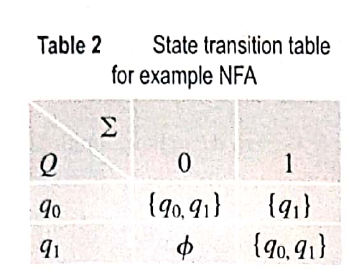 Table 2 State transition table
for example NFA
Σ
Q 0 1
q₀ {q₀, q₁} {q₁}
q₁ ϕ {q₀, q₁}